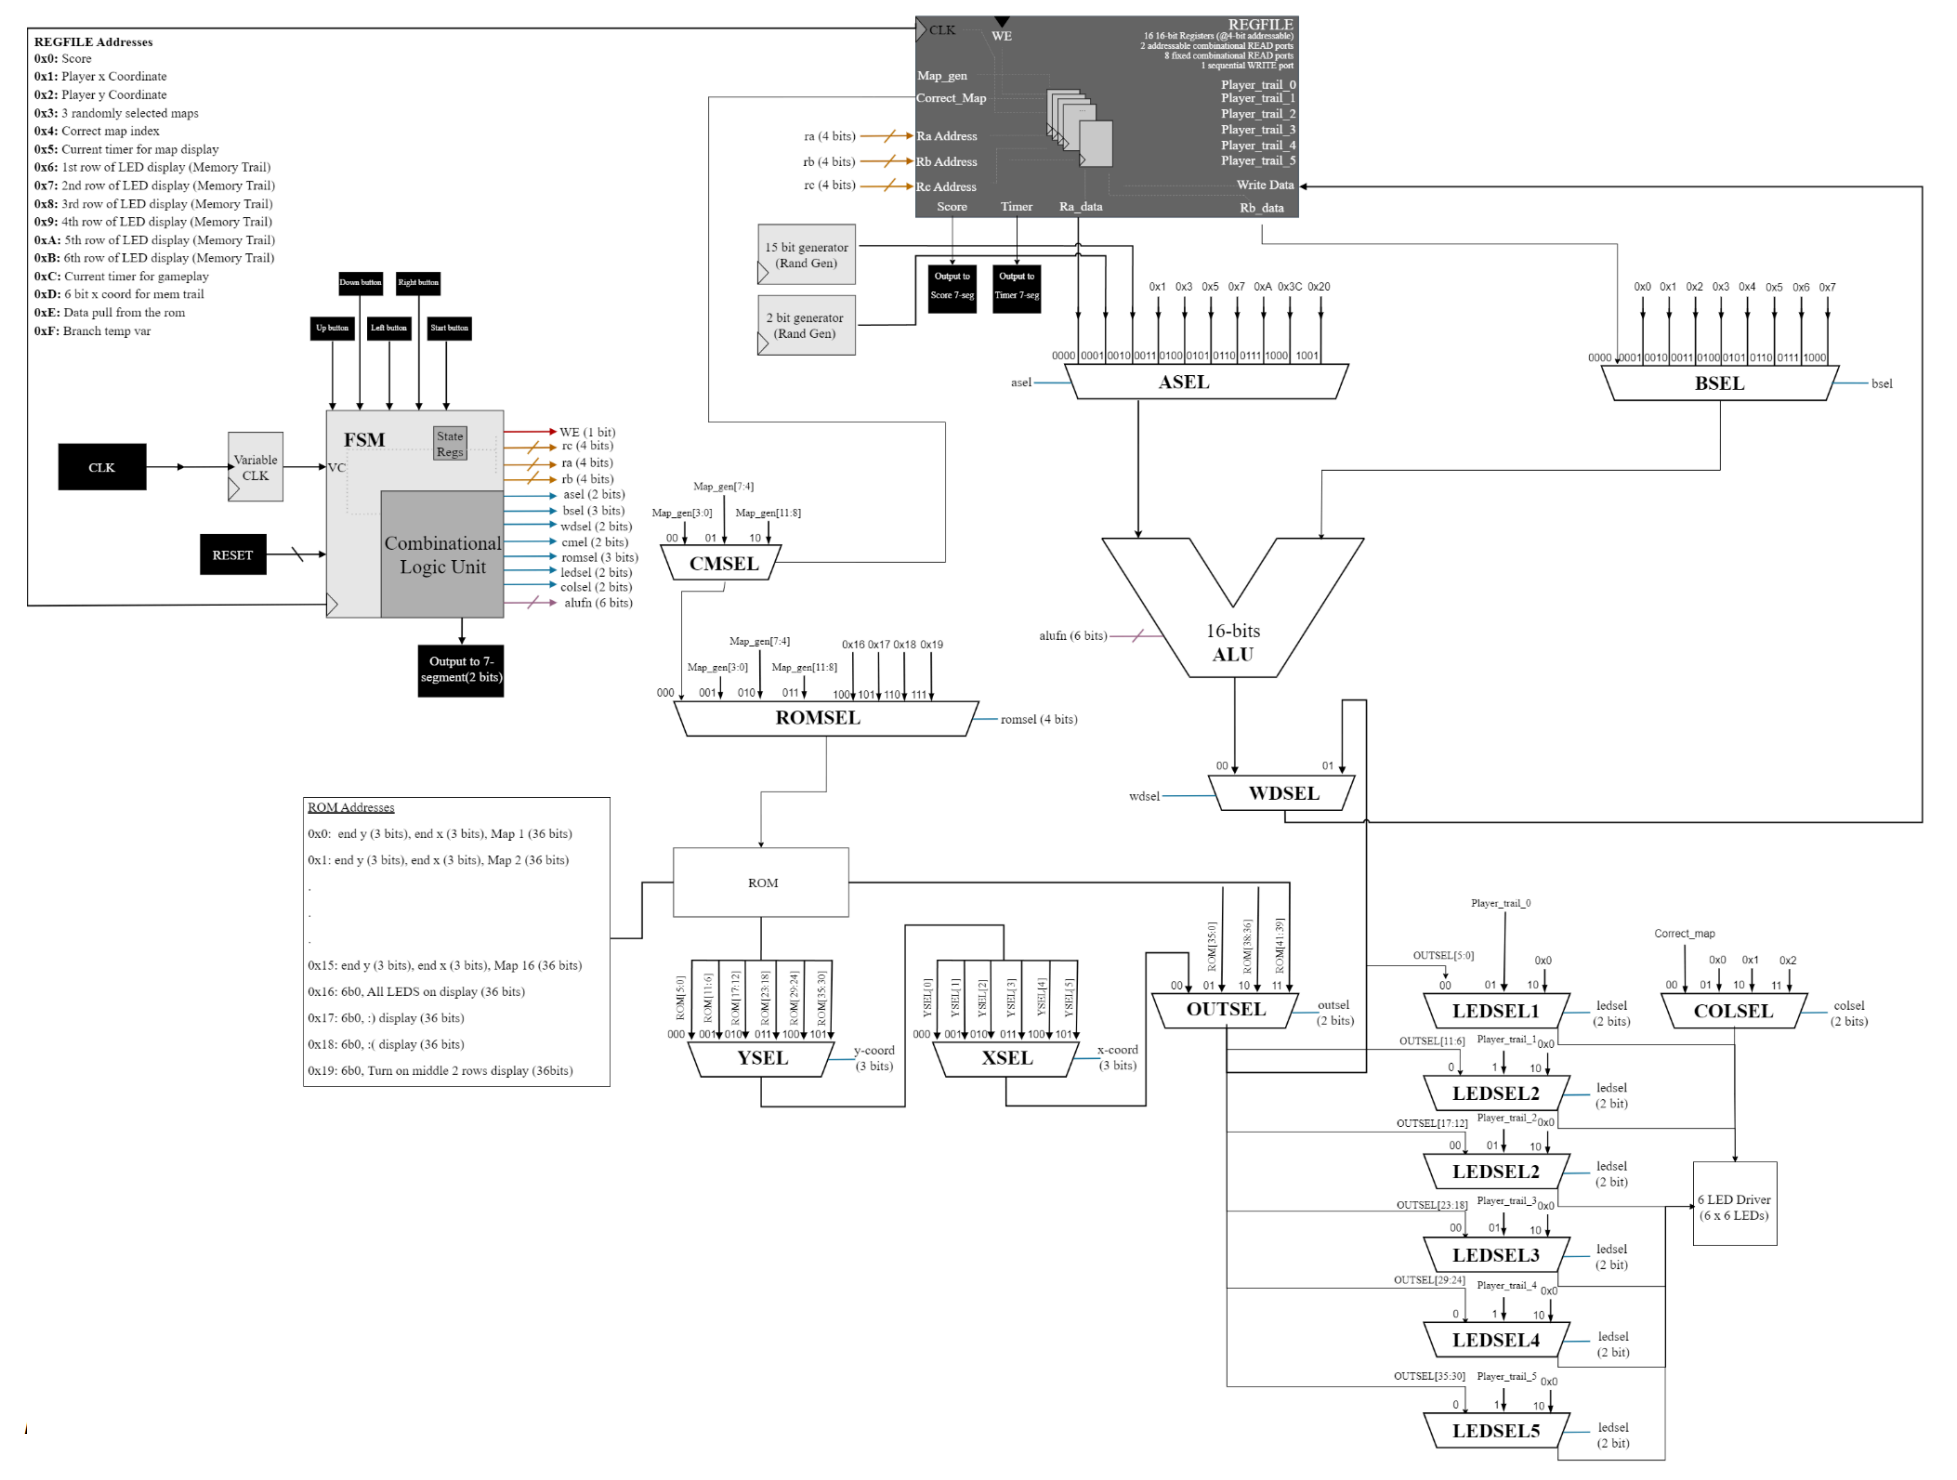 REGFILE Addresses
0x0: Score
0x1: Player x Coordinate
0x2: Player y Coordinate
0x3: 3 randomly selected maps
0x4: Correct map index
0x5: Current timer for map display
0x6: 1st row of LED display (Memory Trail)
0x7: 2nd row of LED display (Memory Trail)
0x8: 3rd row of LED display (Memory Trail)
0x9: 4th row of LED display (Memory Trail)
0xA: 5th row of LED display (Memory Trail)
0xB: 6th row of LED display (Memory Trail)
0xC: Current timer for gameplay
0xD: 6 bit x coord for mem trail
0xE: Data pull from the rom
0xF: Branch temp var
CLK
WE
REGFILE
16 16-bit Registers (@4-bit addressable)
2 addressable combinational READ ports
8 fixed combinational READ ports
1 sequential WRITE port
Map_gen
Correct_Map
Ra Address
Rb Address
Rc Address
Player_trail_0
Player_trail_1
Player_trail_2
Player_trail_3
Player_trail_4
Player_trail_5
Write Data
Score
Timer
Ra_data
Rb_data
ra (4 bits)
rb (4 bits)
rc (4 bits)
15 bit generator
(Rand Gen)
2 bit generator
(Rand Gen)
Output to
Score 7-seg
Output to
Timer 7-seg
0x1 0x3 0x5 0x7 0xA 0x3C 0x20
0000 0001 0010 0011 0100 0101 0110 0111 1000 1001
asel
ASEL
0x0 0x1 0x2 0x3 0x4 0x5 0x6 0x7
0000 0001 0010 0011 0100 0101 0110 0111 1000
BSEL
bsel
Down button
Right button
Up button
Left button
Start button
CLK
Variable
CLK
VC
FSM
State
Regs
RESET
Combinational
Logic Unit
WE (1 bit)
rc (4 bits)
ra (4 bits)
rb (4 bits)
asel (2 bits)
bsel (3 bits)
wdsel (2 bits)
cmel (2 bits)
romsel (3 bits)
ledsel (2 bits)
colsel (2 bits)
alufn (6 bits)
Output to 7-
segment(2 bits)
Map_gen[7:4]
Map_gen[3:0]
Map_gen[11:8]
00 01 10
CMSEL
Map_gen[7:4]
Map_gen[3:0]
Map_gen[11:8]
0x16 0x17 0x18 0x19
000 001 010 011 100 101 110 111
ROMSEL
romsel (4 bits)
alufn (6 bits)
16-bits
ALU
00 01
wdsel
WDSEL
ROM Addresses
0x0: end y (3 bits), end x (3 bits), Map 1 (36 bits)
0x1: end y (3 bits), end x (3 bits), Map 2 (36 bits)
.
.
.
0x15: end y (3 bits), end x (3 bits), Map 16 (36 bits)
0x16: 6b0, All LEDS on display (36 bits)
0x17: 6b0, :) display (36 bits)
0x18: 6b0, :( display (36 bits)
0x19: 6b0, Turn on middle 2 rows display (36bits)
ROM
ROM[5:0]
ROM[11:6]
ROM[17:12]
ROM[23:18]
ROM[29:24]
ROM[35:30]
000 001 010 011 100 101
YSEL
y-coord
(3 bits)
YSEL[0]
YSEL[1]
YSEL[2]
YSEL[3]
YSEL[4]
YSEL[5]
000 001 010 011 100 101
XSEL
x-coord
(3 bits)
ROM[35:0]
ROM[38:36]
ROM[41:39]
00 01 10 11
OUTSEL
outsel
(2 bits)
Player_trail_0
OUTSEL[5:0]
0x0
00 01 10
LEDSEL1
ledsel
(2 bits)
Correct_map
0x0 0x1 0x2
00 01 10 11
COLSEL
colsel
(2 bits)
OUTSEL[11:6]
Player_trail_1
0x0
0 1 10
LEDSEL2
ledsel
(2 bit)
OUTSEL[17:12]
Player_trail_2
0x0
00 01 10
LEDSEL2
ledsel
(2 bit)
6 LED Driver
(6 x 6 LEDs)
OUTSEL[23:18]
Player_trail_3
0x0
00 01 10
LEDSEL3
ledsel
(2 bit)
OUTSEL[29:24]
Player_trail_4
0x0
0 1 10
LEDSEL4
ledsel
(2 bit)
OUTSEL[35:30]
Player_trail_5
0x0
0 1 10
LEDSEL5
ledsel
(2 bit)